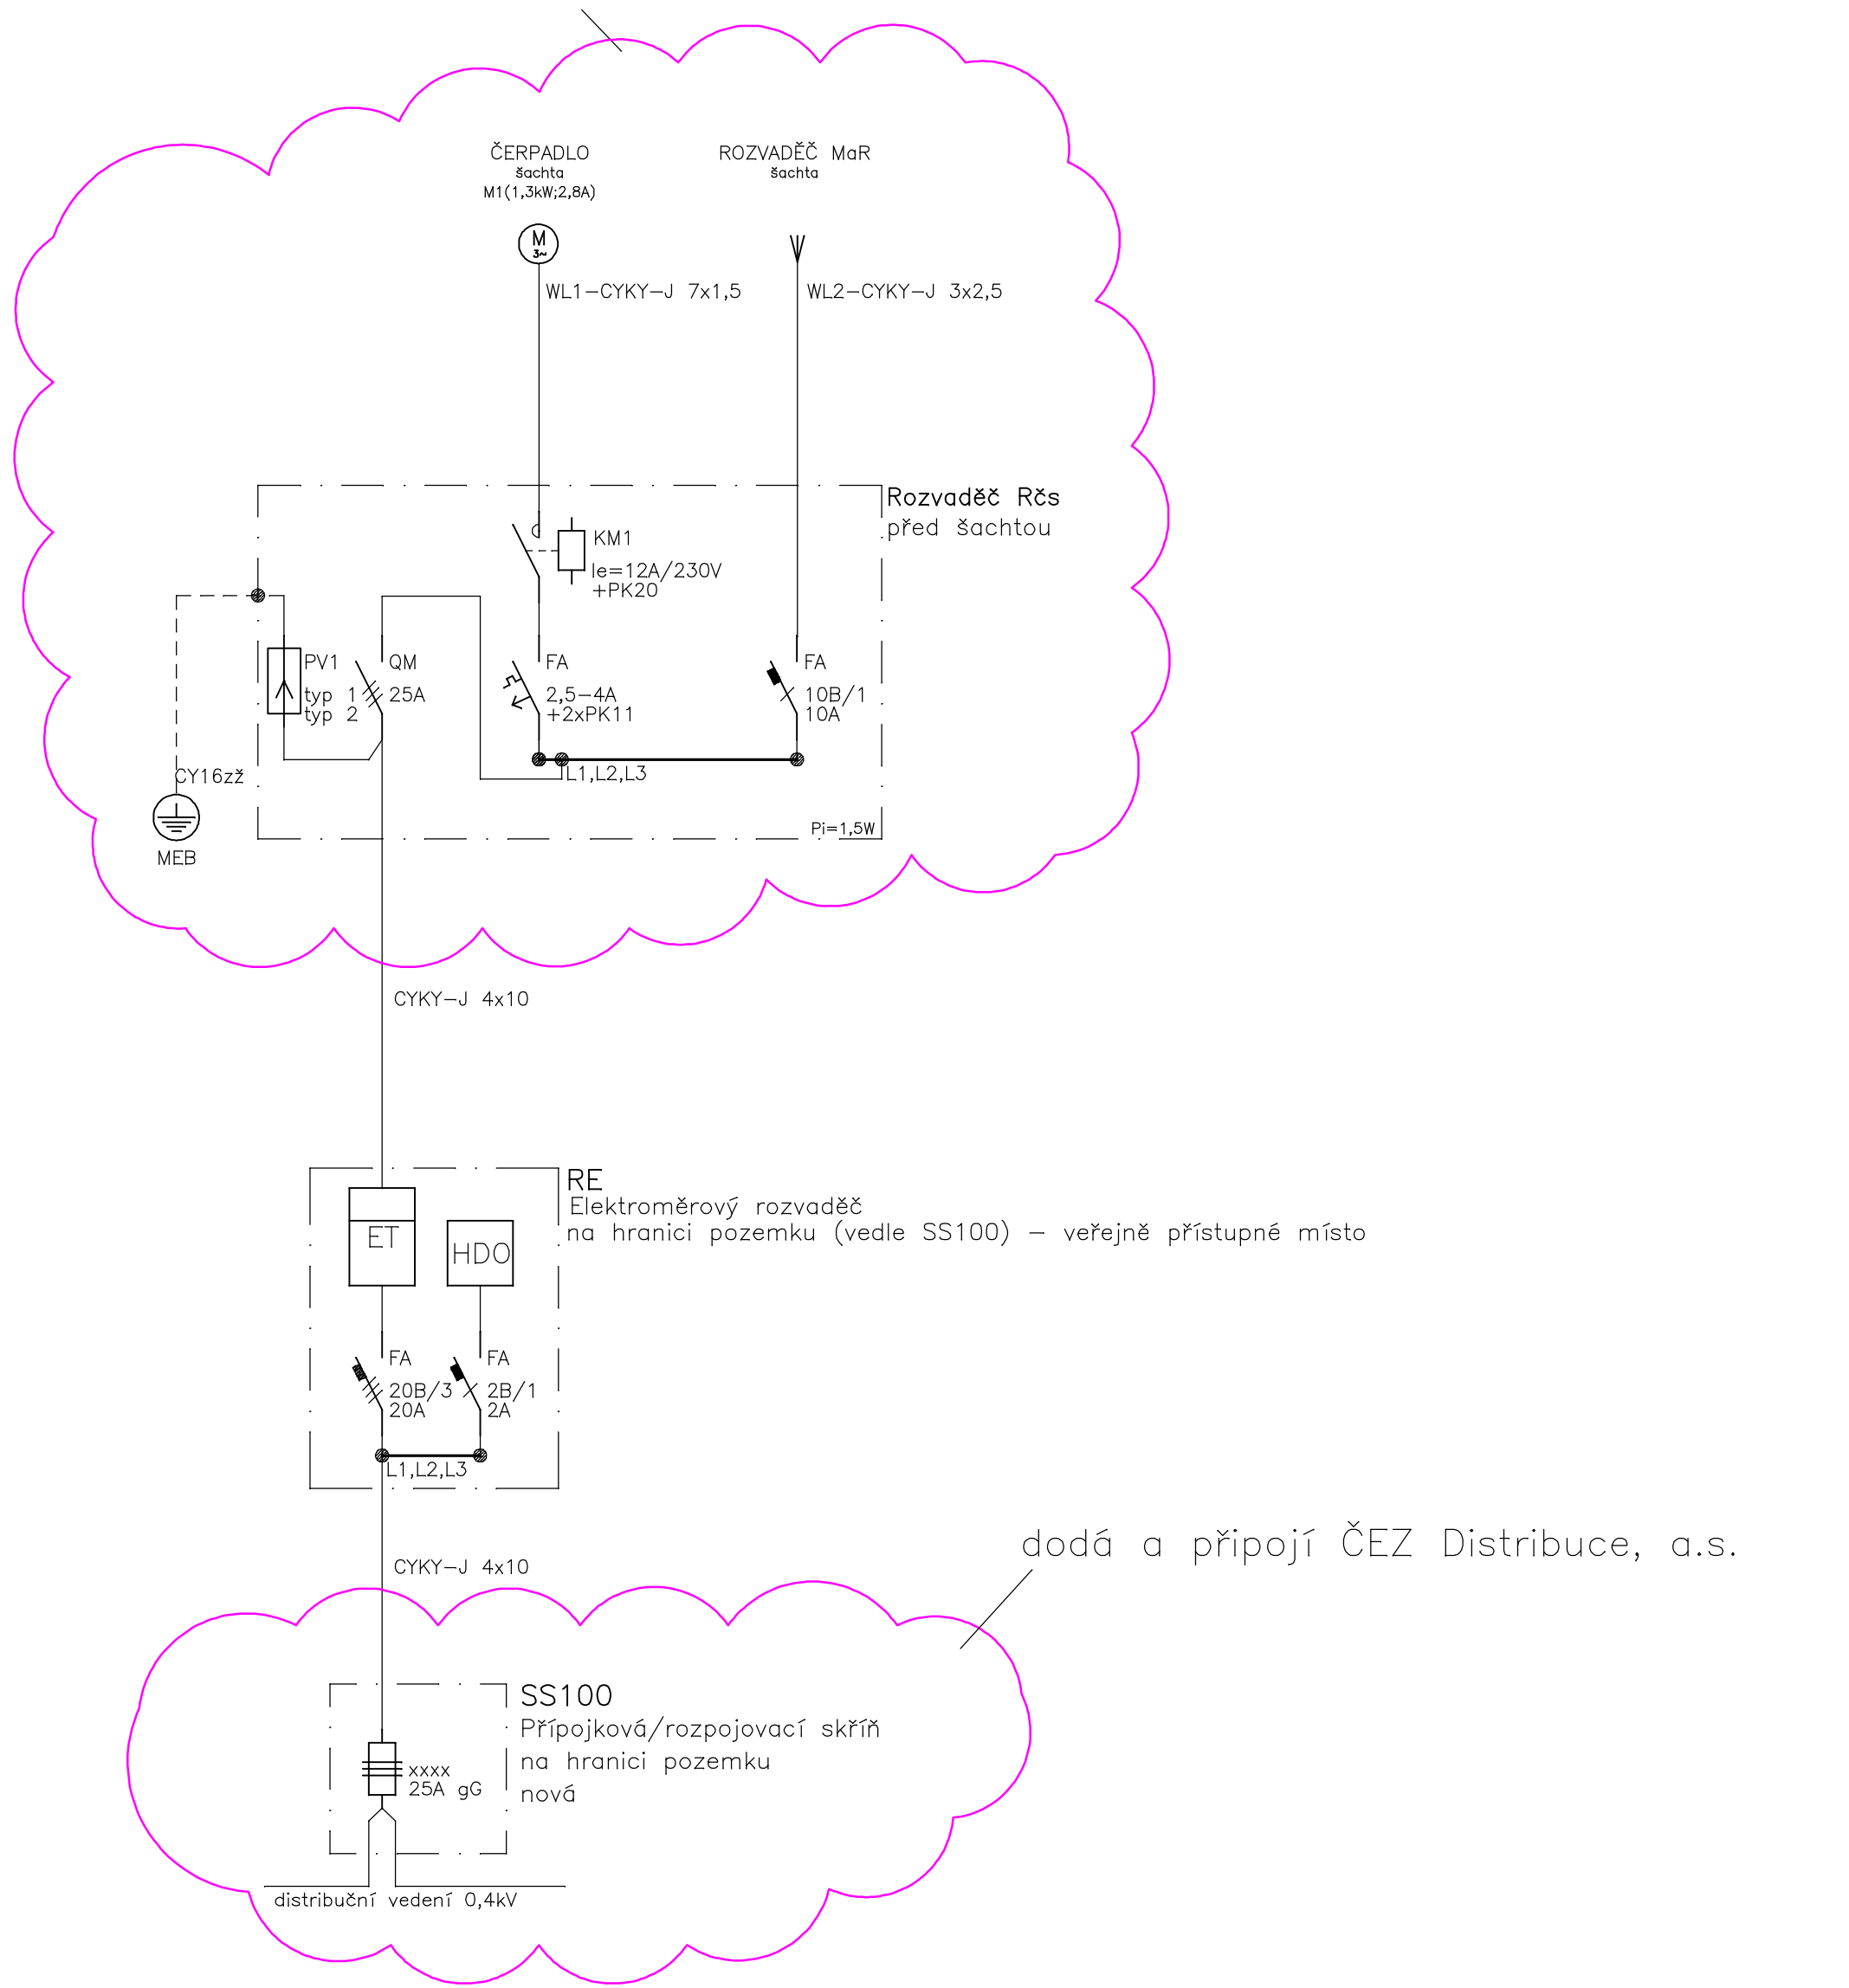 ČERPADLO
šachta
M1(1,3kW;2,8A)
ROZVADĚČ MaR
šachta
M
3~
WL1-CYKY-J 7x1,5
WL2-CYKY-J 3x2,5
Rozvaděč Rčs
před šachtou
KM1
Ie=12A/230V
+PK20
PV1
typ 1
typ 2
QM
25A
FA
2,5-4A
+2xPK11
FA
10B/1
10A
L1,L2,L3
CY16zž
MEB
Pi=1,5W
CYKY-J 4x10
RE
Elektroměrový rozvaděč
na hranici pozemku (vedle SS100) - veřejně přístupné místo
ET
HDO
FA
20B/3
20A
FA
2B/1
2A
L1,L2,L3
CYKY-J 4x10
dodá a připojí ČEZ Distribuce, a.s.
SS100
Přípojková/rozpojovací skříň
na hranici pozemku
nová
xxxx
25A gG
distribuční vedení 0,4kV